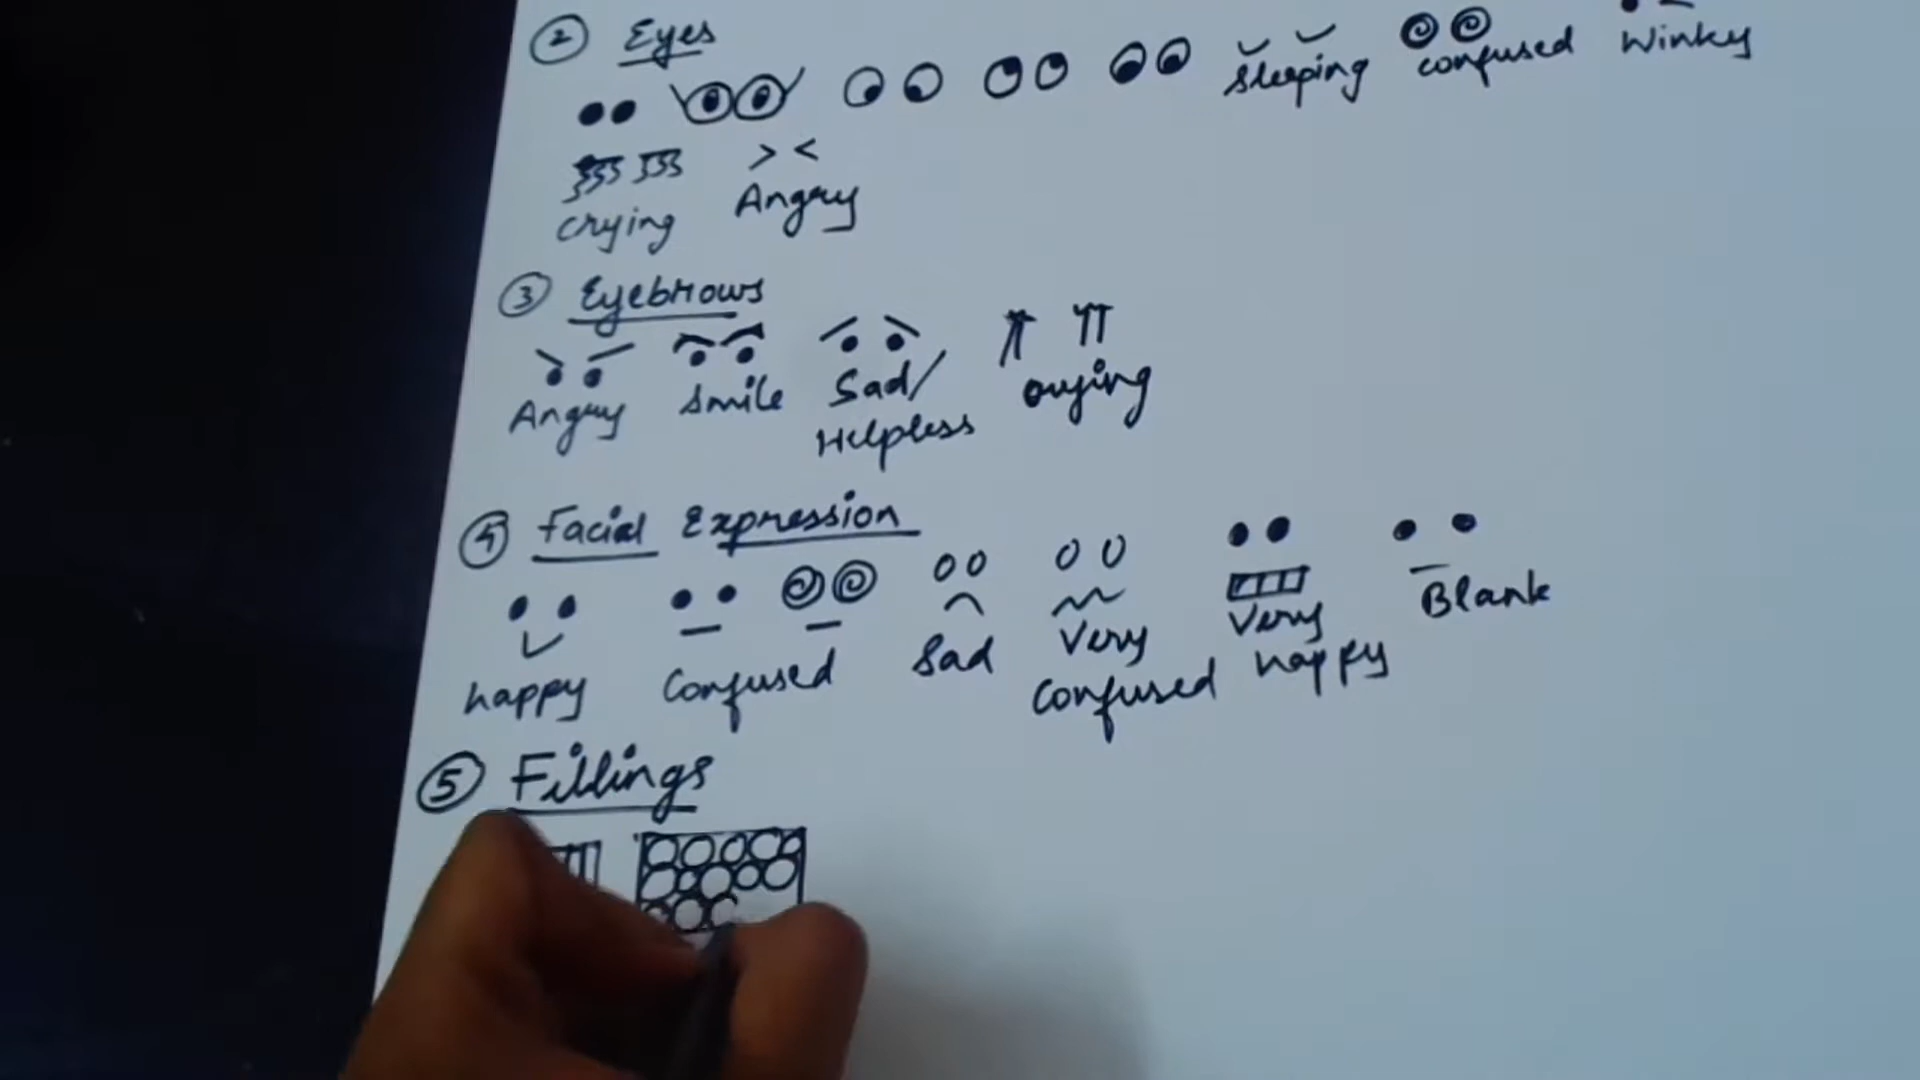 ② Eyes
sleeping confused Winky
crying Angry
③ Eyebrows
Angry Smile Sad/ crying
Helpless
④ Facial Expression
happy Confused Sad Very Very Blank
Confused happy
⑤ Fillings